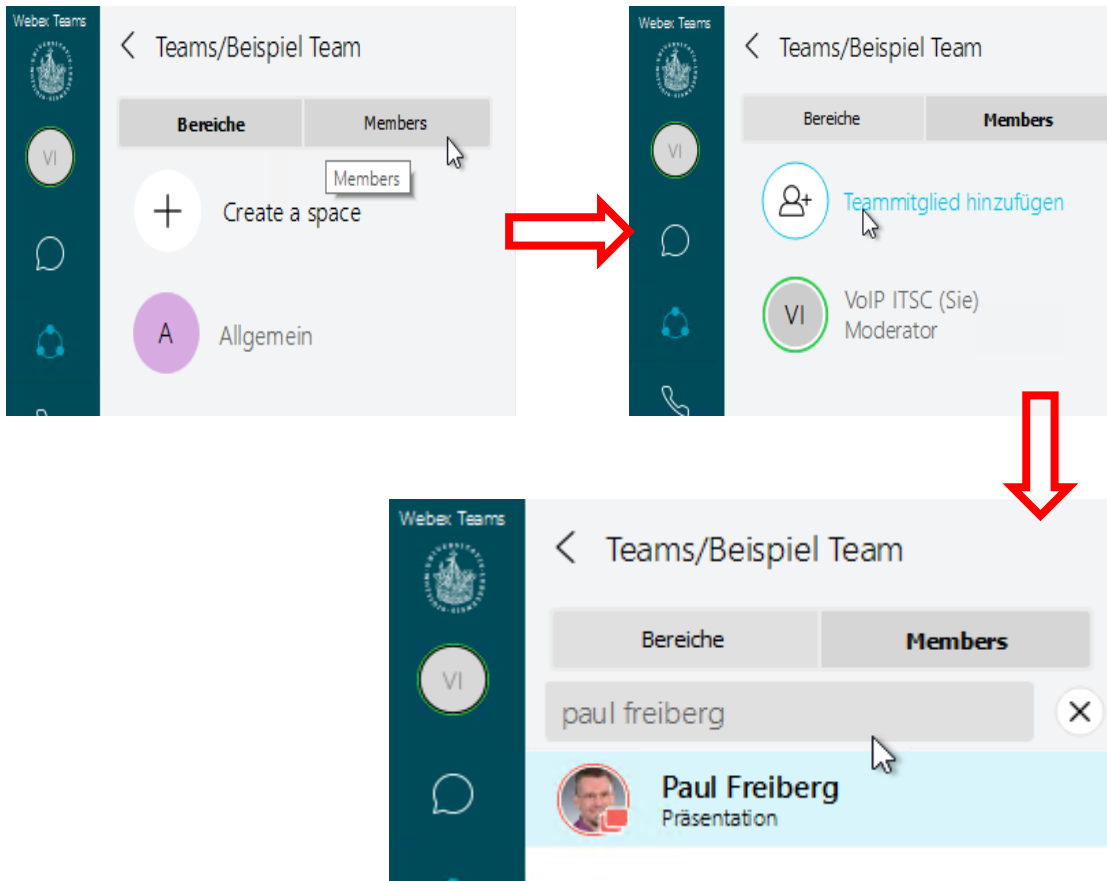 Webex Teams
Teams/Beispiel Team
Bereiche
Members
VI
Members
Create a space
A
Allgemein
Webex Teams
Teams/Beispiel Team
Bereiche
Members
VI
Teammitglied hinzufügen
VI
VoIP ITSC (Sie)
Moderator
Webex Teams
Teams/Beispiel Team
Bereiche
Members
VI
paul freiberg
Paul Freiberg
Präsentation